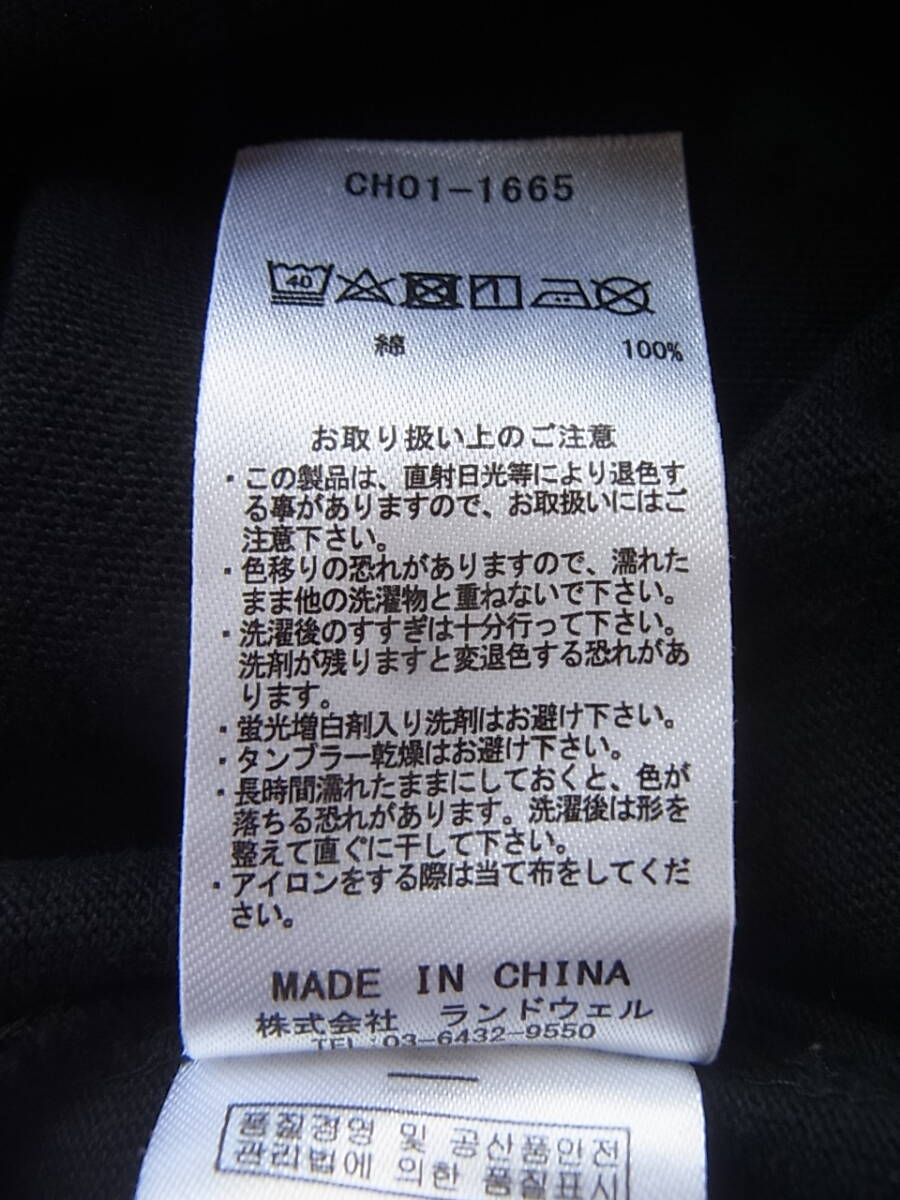 CH01-1665
40
綿 100%
お取り扱い上のご注意
・この製品は、直射日光等により退色す
る事がありますので、お取扱いにはご
注意下さい。
・色移りの恐れがありますので、濡れた
まま他の洗濯物と重ねないで下さい。
・洗濯後のすすぎは十分行って下さい。
洗剤が残りますと変退色する恐れがあ
ります。
・蛍光増白剤入り洗剤はお避け下さい。
・タンブラー乾燥はお避け下さい。
・長時間濡れたままにしておくと、色が
落ちる恐れがあります。洗濯後は形を
整えて直ぐに干して下さい。
・アイロンをする際は当て布をしてくだ
さい。
MADE IN CHINA
株式会社 ランドウェル
TEL:03-6432-9550
품질경영 및 공산품안전
관리법에 의한 품질표시